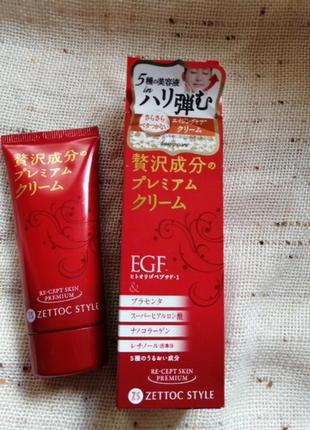 贅沢成分の
プレミアム
クリーム
RE-CEPT SKIN
PREMIUM
ZS ZETTOC STYLE
5種の美容液
in
ハリ弾む
さらさら
ベタつかない
エイジングケア*
クリーム
贅沢成分の
プレミアム
クリーム
EGF
ヒトオリゴペプチド-1
&
プラセンタ
スーパーヒアルロン酸
ナノコラーゲン
レチノール誘導体
5種のうるおい成分
RE-CEPT SKIN
PREMIUM
ZS ZETTOC STYLE